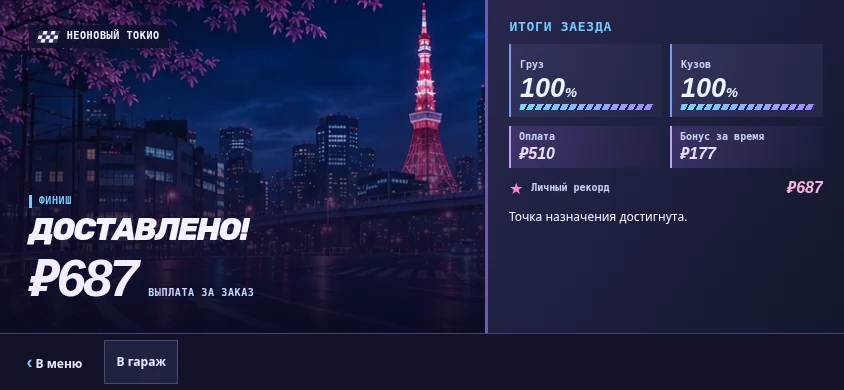 НЕОНОВЫЙ ТОКИО
ФИНИШ
ДОСТАВЛЕНО!
₽687 ВЫПЛАТА ЗА ЗАКАЗ
ИТОГИ ЗАЕЗДА
Груз
100%
Кузов
100%
Оплата
₽510
Бонус за время
₽177
★ Личный рекорд ₽687
Точка назначения достигнута.
‹ В меню
В гараж